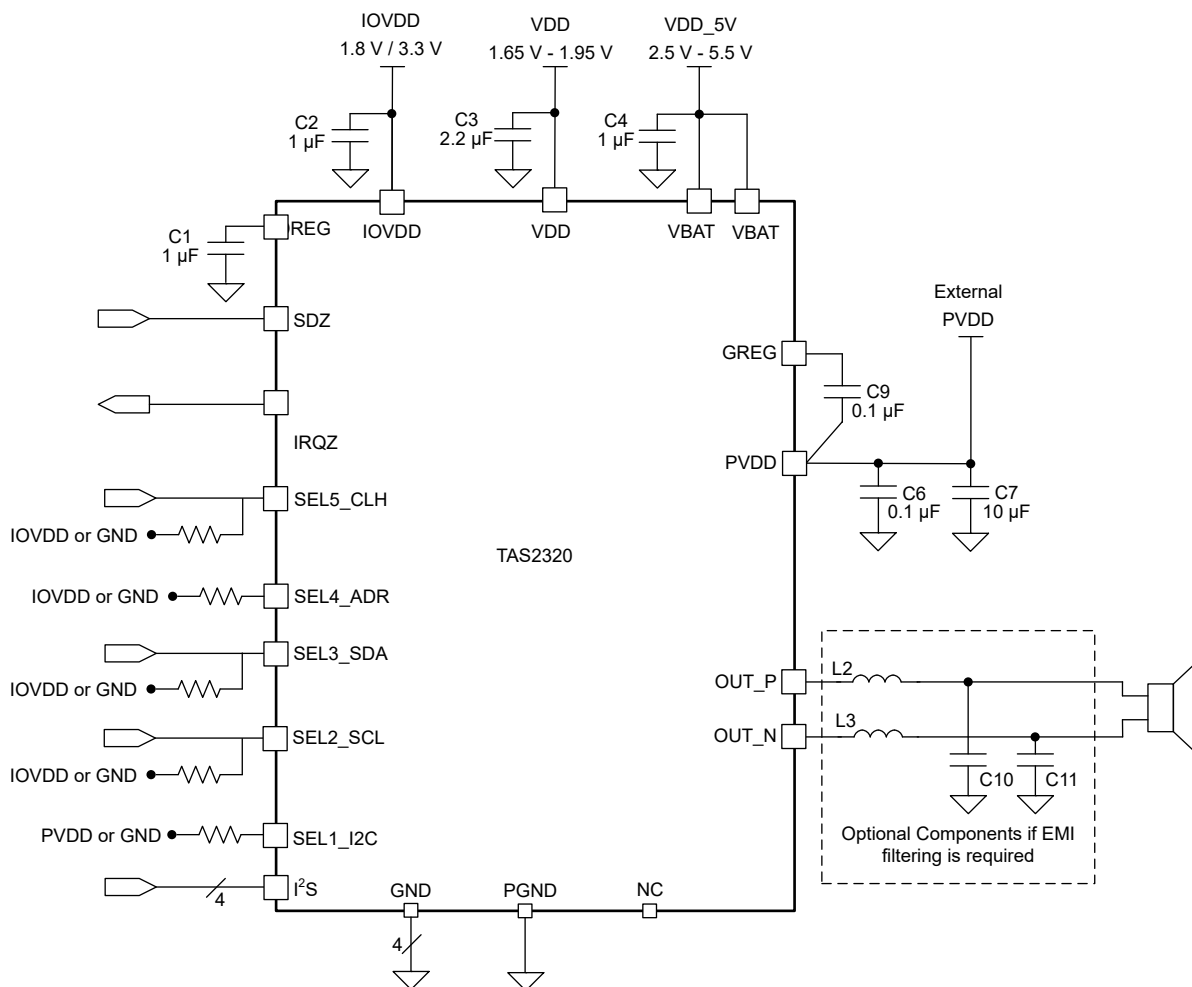 IOVDD
1.8 V / 3.3 V
VDD
1.65 V - 1.95 V
VDD_5V
2.5 V - 5.5 V
C2
1 µF
C3
2.2 µF
C4
1 µF
C1
1 µF
REG
IOVDD
VDD
VBAT
VBAT
SDZ
External
PVDD
GREG
C9
0.1 µF
IRQZ
PVDD
C6
0.1 µF
C7
10 µF
SEL5_CLH
IOVDD or GND
TAS2320
IOVDD or GND
SEL4_ADR
SEL3_SDA
IOVDD or GND
OUT_P
L2
SEL2_SCL
OUT_N
L3
IOVDD or GND
C10
C11
PVDD or GND
SEL1_I2C
Optional Components if EMI
filtering is required
4
I²S
GND
PGND
NC
4